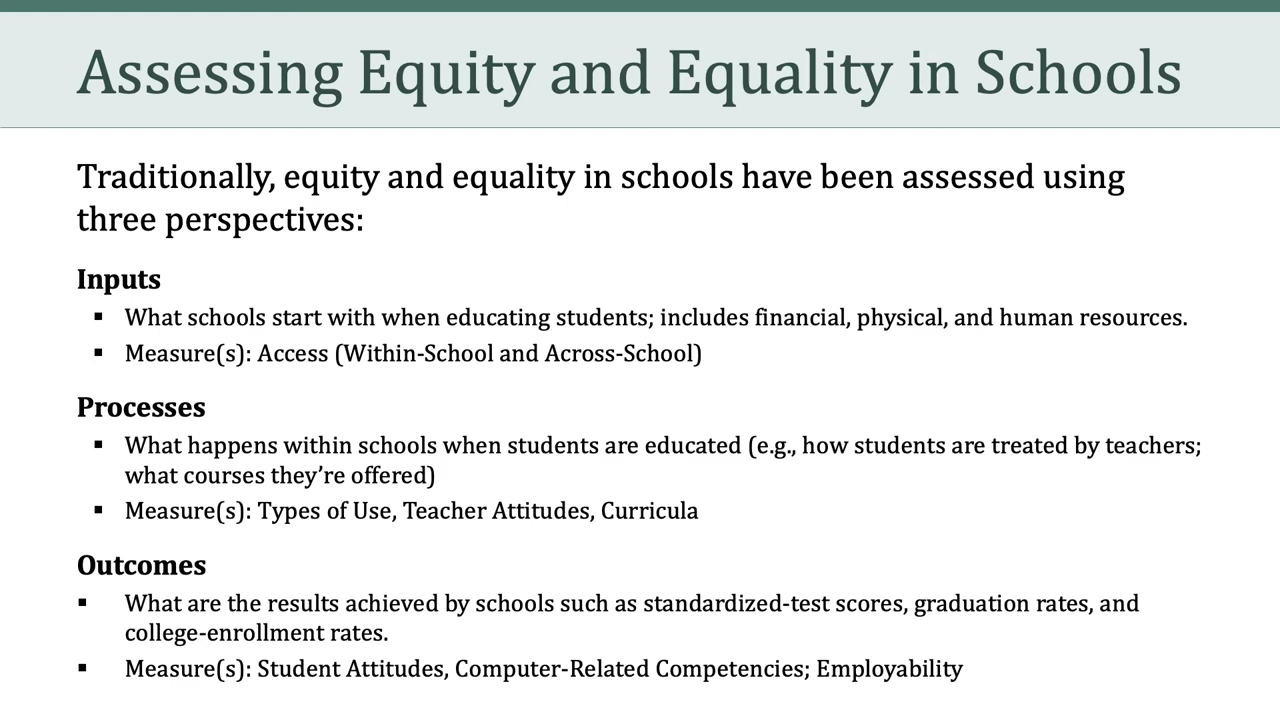 Assessing Equity and Equality in Schools
Traditionally, equity and equality in schools have been assessed using
three perspectives:
Inputs
▪ What schools start with when educating students; includes financial, physical, and human resources.
▪ Measure(s): Access (Within-School and Across-School)
Processes
▪ What happens within schools when students are educated (e.g., how students are treated by teachers;
what courses they’re offered)
▪ Measure(s): Types of Use, Teacher Attitudes, Curricula
Outcomes
▪ What are the results achieved by schools such as standardized-test scores, graduation rates, and
college-enrollment rates.
▪ Measure(s): Student Attitudes, Computer-Related Competencies; Employability